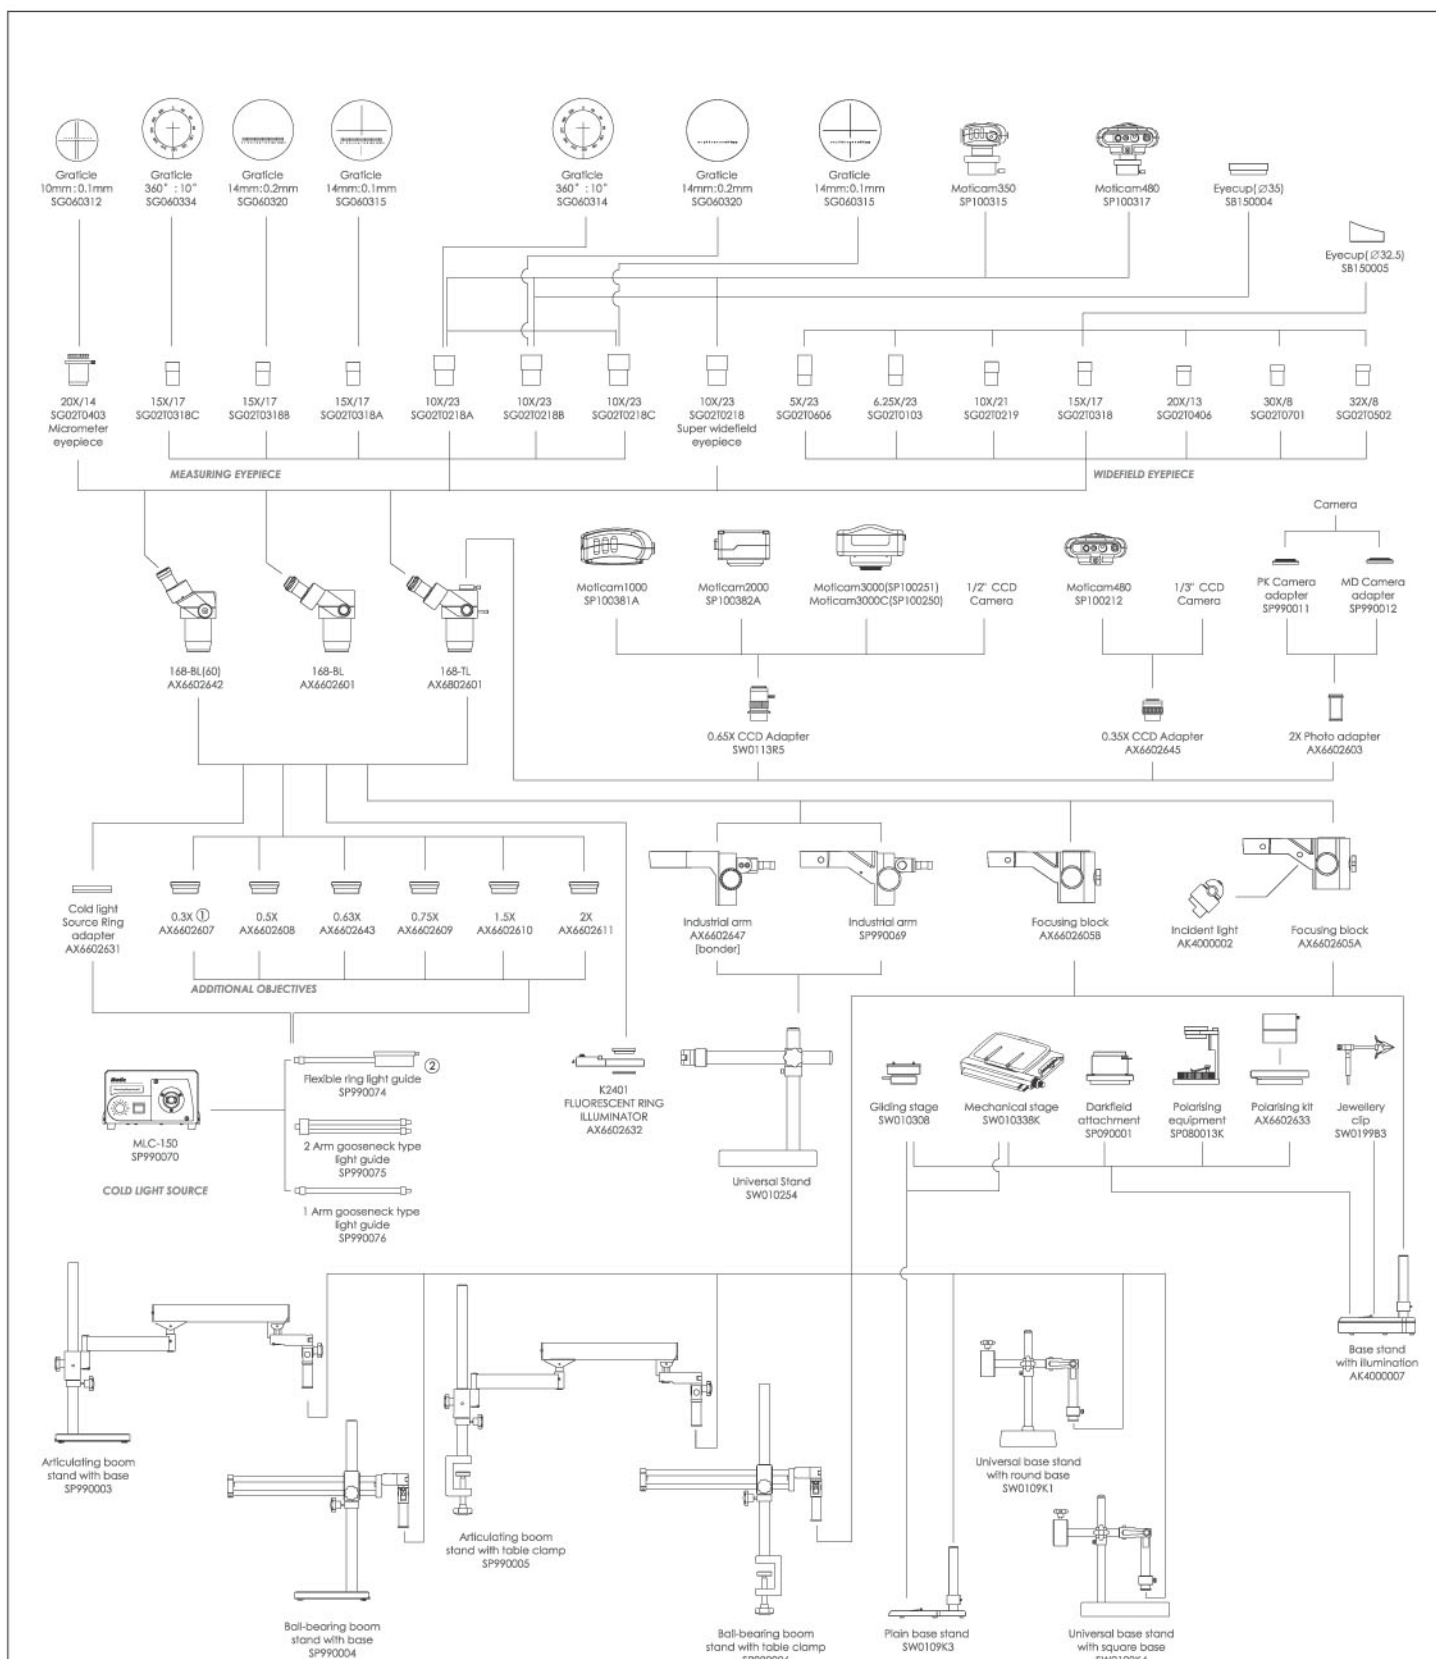 Graticle
10mm:0.1mm
SG060312
Graticle
360° :10"
SG060334
Graticle
14mm:0.2mm
SG060320
Graticle
14mm:0.1mm
SG060315
Graticle
360° :10"
SG060314
Graticle
14mm:0.2mm
SG060320
Graticle
14mm:0.1mm
SG060315
Moticam350
SP100315
Moticam480
SP100317
Eyecup(Ø35)
SB150004
Eyecup(Ø32.5)
SB150005
20X/14
SG02T0403
Micrometer
eyepiece
15X/17
SG02T0318C
15X/17
SG02T0318B
15X/17
SG02T0318A
10X/23
SG02T0218A
10X/23
SG02T0218B
10X/23
SG02T0218C
10X/23
SG02T0218
Super widefield
eyepiece
5X/23
SG02T0606
6.25X/23
SG02T0103
10X/21
SG02T0219
15X/17
SG02T0318
20X/13
SG02T0406
30X/8
SG02T0701
32X/8
SG02T0502
MEASURING EYEPIECE
WIDEFIELD EYEPIECE
168-BL(60)
AX6602642
168-BL
AX6602601
168-TL
AX6802601
Moticam1000
SP100381A
Moticam2000
SP100382A
Moticam3000(SP100251)
Moticam3000C(SP100250)
1/2" CCD
Camera
Moticam480
SP100212
1/3" CCD
Camera
Camera
PK Camera
adapter
SP990011
MD Camera
adapter
SP990012
0.65X CCD Adapter
SW0113R5
0.35X CCD Adapter
AX6602645
2X Photo adapter
AX6602603
Cold light
Source Ring
adapter
AX6602631
0.3X ①
AX6602607
0.5X
AX6602608
0.63X
AX6602643
0.75X
AX6602609
1.5X
AX6602610
2X
AX6602611
ADDITIONAL OBJECTIVES
Industrial arm
AX6602647
[bonder]
Industrial arm
SP990069
Focusing block
AX6602605B
Incident light
AK4000002
Focusing block
AX6602605A
Motic
MLC-150
SP990070
COLD LIGHT SOURCE
②
Flexible ring light guide
SP990074
2 Arm gooseneck type
light guide
SP990075
1 Arm gooseneck type
light guide
SP990076
K2401
FLUORESCENT RING
ILLUMINATOR
AX6602632
Universal Stand
SW010254
Gliding stage
SW010308
Mechanical stage
SW010338K
Darkfield
attachment
SP090001
Polarising
equipment
SP080013K
Polarising kit
AX6602633
Jewellery
clip
SW0199B3
Base stand
with illumination
AK4000007
Articulating boom
stand with base
SP990003
Ball-bearing boom
stand with base
SP990004
Articulating boom
stand with table clamp
SP990005
Ball-bearing boom
stand with table clamp
Plain base stand
SW0109K3
Universal base stand
with round base
SW0109K1
Universal base stand
with square base